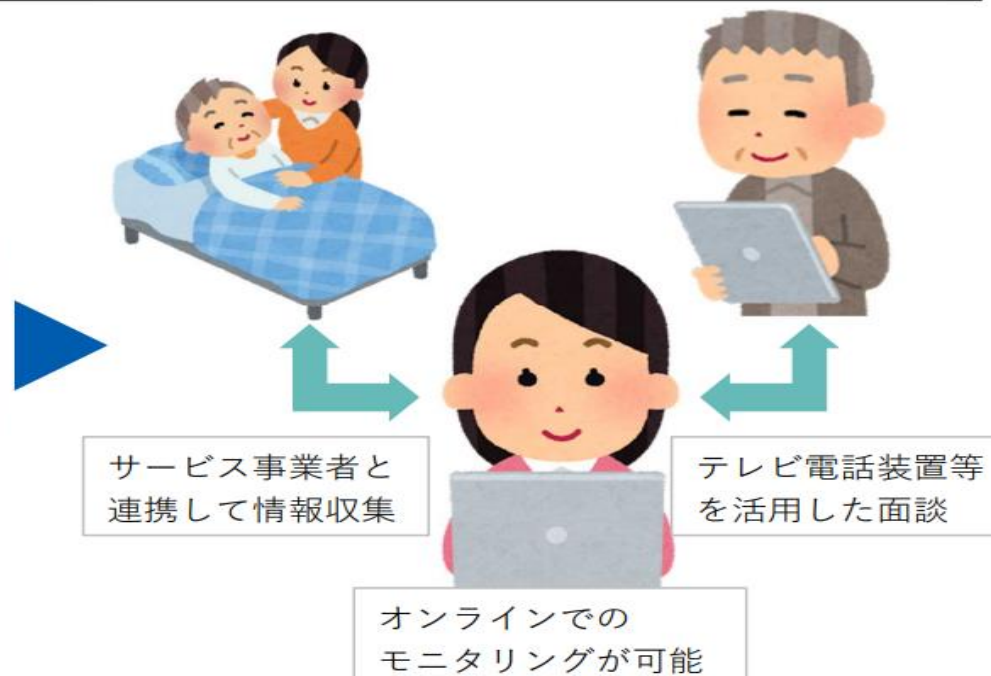 サービス事業者と
連携して情報収集
テレビ電話装置等
を活用した面談
オンラインでの
モニタリングが可能